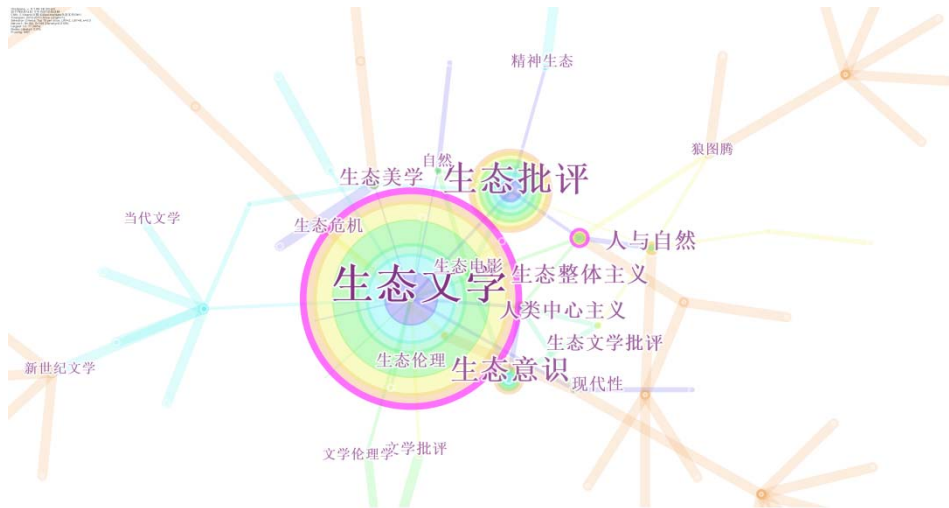 精神生态
狼图腾
自然
生态美学
生态批评
当代文学
生态危机
人与自然
生态电影
生态整体主义
生态文学
人类中心主义
生态文学批评
生态伦理
生态意识
新世纪文学
现代性
文学伦理学
文学批评